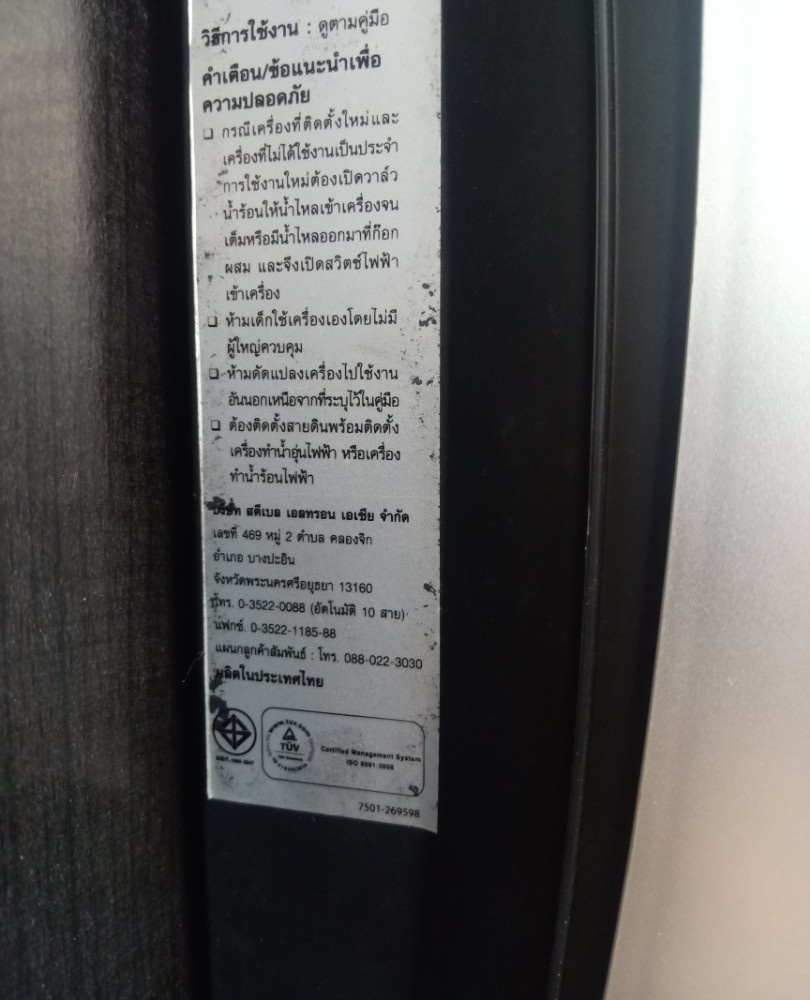 วิธีการใช้งาน : ดูตามคู่มือ
คำเตือน/ข้อแนะนำเพื่อ
ความปลอดภัย
❑ กรณีเครื่องที่ติดตั้งใหม่และ
เครื่องที่ไม่ได้ใช้งานเป็นประจำ
การใช้งานใหม่ต้องเปิดวาล์ว
น้ำร้อนให้น้ำไหลเข้าเครื่องจน
เต็มหรือมีน้ำไหลออกมาที่ก๊อก
ผสม และจึงเปิดสวิตซ์ไฟฟ้า
เข้าเครื่อง
❑ ห้ามเด็กใช้เครื่องเองโดยไม่มี
ผู้ใหญ่ควบคุม
❑ ห้ามดัดแปลงเครื่องไปใช้งาน
อันนอกเหนือจากที่ระบุไว้ในคู่มือ
❑ ต้องติดตั้งสายดินพร้อมติดตั้ง
เครื่องทำน้ำอุ่นไฟฟ้า หรือเครื่อง
ทำน้ำร้อนไฟฟ้า
บริษัท สตีเบล เอลทรอน เอเซีย จำกัด
เลขที่ 469 หมู่ 2 ตำบล คลองจิก
อำเภอ บางปะอิน
จังหวัดพระนครศรีอยุธยา 13160
โทร. 0-3522-0088 (อัตโนมัติ 10 สาย)
แฟกซ์. 0-3522-1185-88
แผนกลูกค้าสัมพันธ์ : โทร. 088-022-3030
ผลิตในประเทศไทย
www.tuv.com
TÜV
Certified Management System
ISO 9001:2008
7501-269598